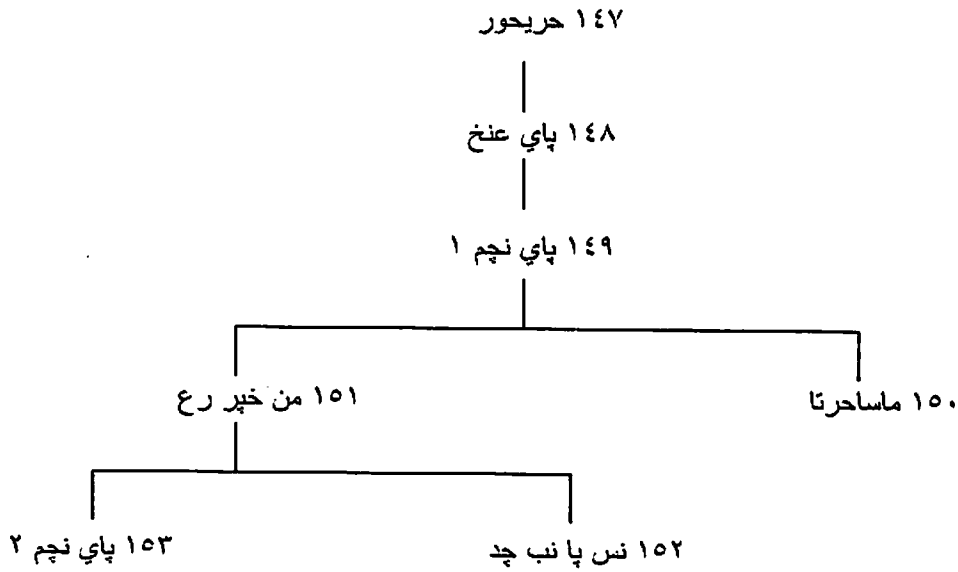 ١٤٧ حريحور
١٤٨ پاي عنخ
١٤٩ پاي نچم ١
١٥٠ ماساحرتا
١٥١ من خپر رع
١٥٢ نس پا نب چد
١٥٣ پاي نچم ٢